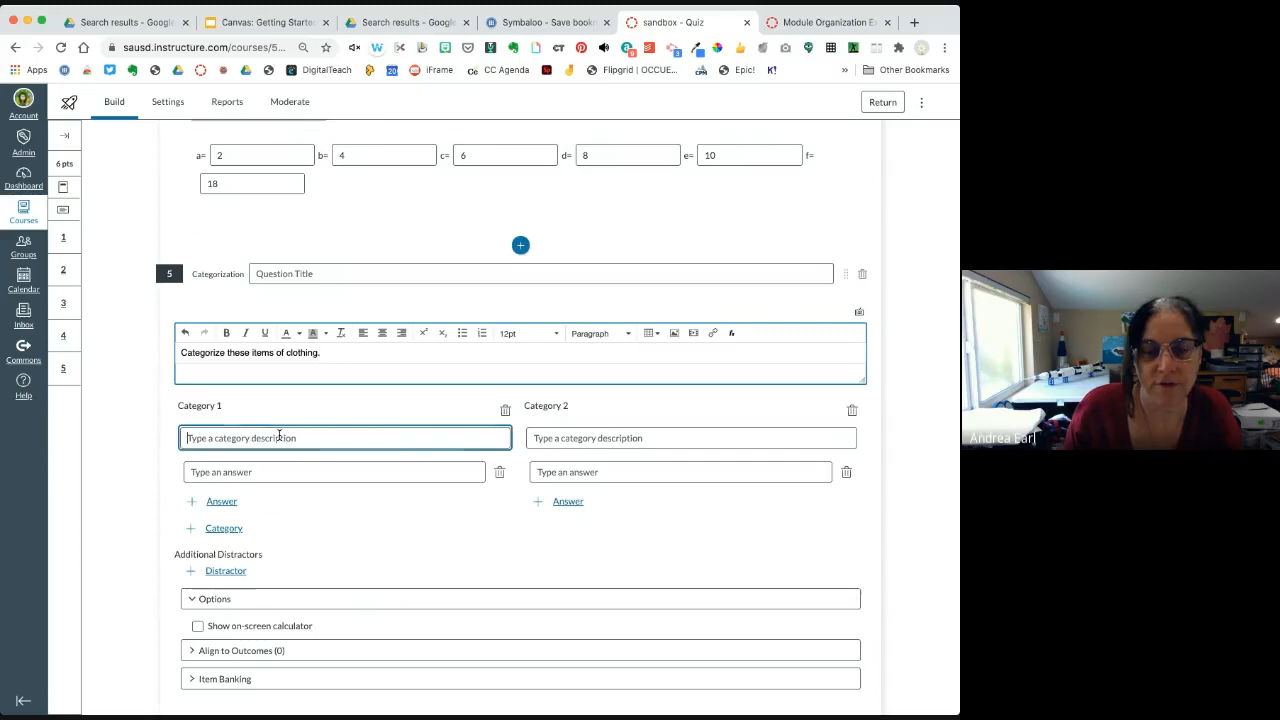 Search results - Google
Canvas: Getting Starte
Search results - Google
Symbaloo - Save bookm
sandbox - Quiz
Module Organization Ex
sausd.instructure.com/courses/5...
Apps
DigitalTeach
iFrame
CC Agenda
Flipgrid | OCCUE...
Epic!
Other Bookmarks
Account
Admin
Dashboard
Courses
Groups
Calendar
Inbox
Commons
Help
6 pts
1
2
3
4
5
Build
Settings
Reports
Moderate
Return
a= 2 b= 4 c= 6 d= 8 e= 10 f=
18
5 Categorization Question Title
B I U A A 12pt Paragraph
Categorize these items of clothing.
Category 1 Category 2
Type a category description Type a category description
Type an answer Type an answer
+ Answer + Answer
+ Category
Additional Distractors
+ Distractor
Options
Show on-screen calculator
Align to Outcomes (0)
Item Banking
Andrea Earl